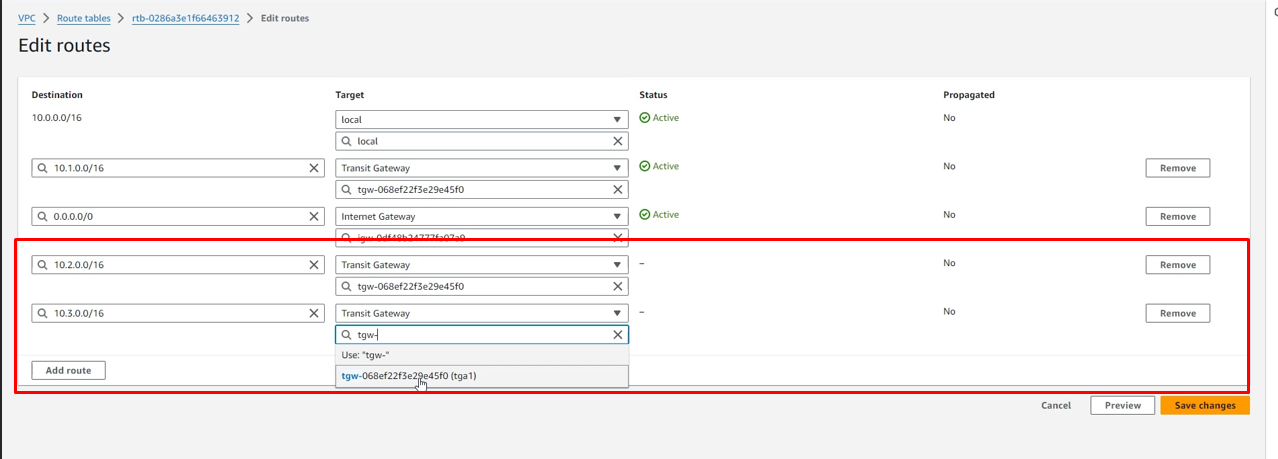 VPC > Route tables > rtb-0286a3e1f66463912 > Edit routes
Edit routes
Destination Target Status Propagated
10.0.0.0/16 local Active No
local
10.1.0.0/16 Transit Gateway Active No Remove
tgw-068ef22f3e29e45f0
0.0.0.0/0 Internet Gateway Active No Remove
igw-0df48b24777fa07a9
10.2.0.0/16 Transit Gateway – No Remove
tgw-068ef22f3e29e45f0
10.3.0.0/16 Transit Gateway – No Remove
tgw-
Use: "tgw-"
Add route tgw-068ef22f3e29e45f0 (tga1)
Cancel Preview Save changes